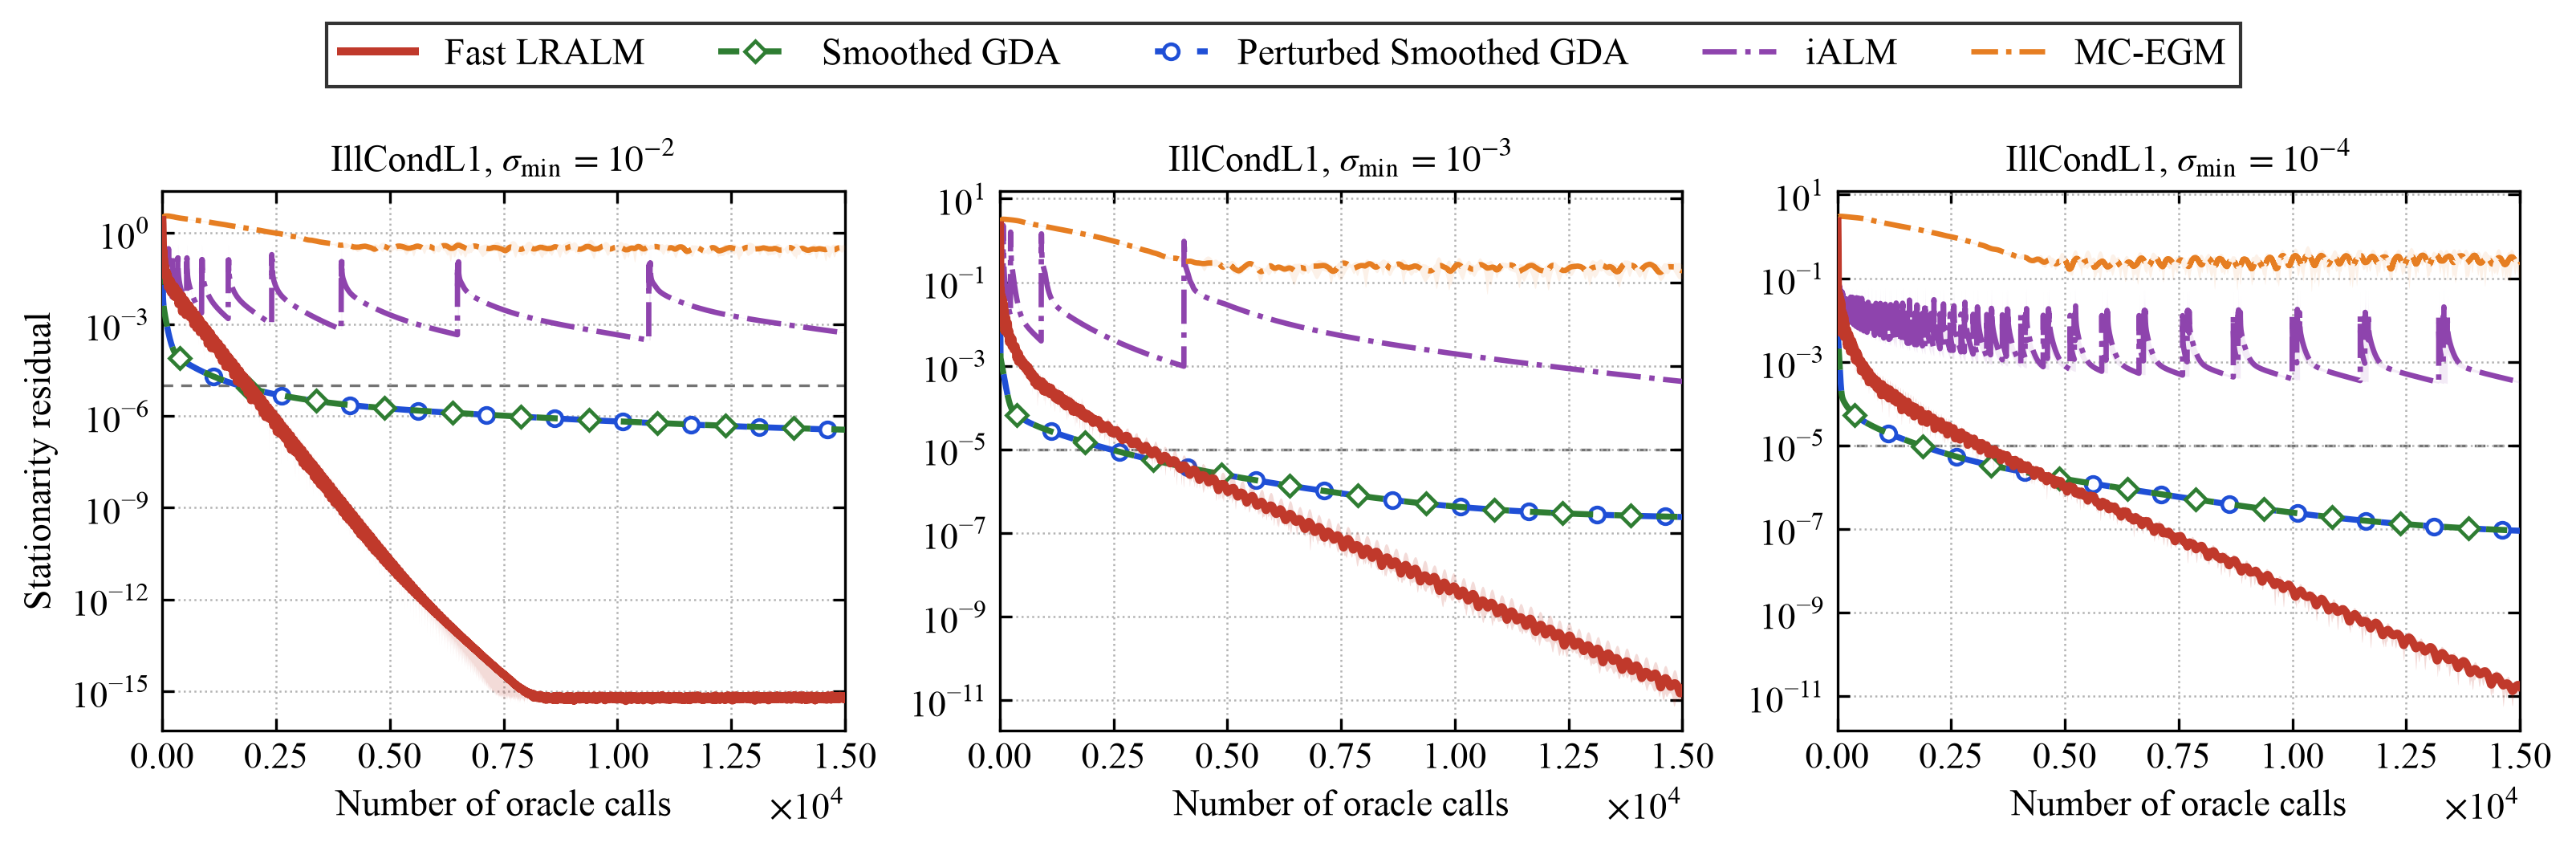 Fast LRALM Smoothed GDA Perturbed Smoothed GDA iALM MC-EGM
IllCondL1, σ_min = 10⁻²
Stationarity residual
10⁰
10⁻³
10⁻⁶
10⁻⁹
10⁻¹²
10⁻¹⁵
0.00 0.25 0.50 0.75 1.00 1.25 1.50
Number of oracle calls ×10⁴
IllCondL1, σ_min = 10⁻³
10¹
10⁻¹
10⁻³
10⁻⁵
10⁻⁷
10⁻⁹
10⁻¹¹
0.00 0.25 0.50 0.75 1.00 1.25 1.50
Number of oracle calls ×10⁴
IllCondL1, σ_min = 10⁻⁴
10¹
10⁻¹
10⁻³
10⁻⁵
10⁻⁷
10⁻⁹
10⁻¹¹
0.00 0.25 0.50 0.75 1.00 1.25 1.50
Number of oracle calls ×10⁴